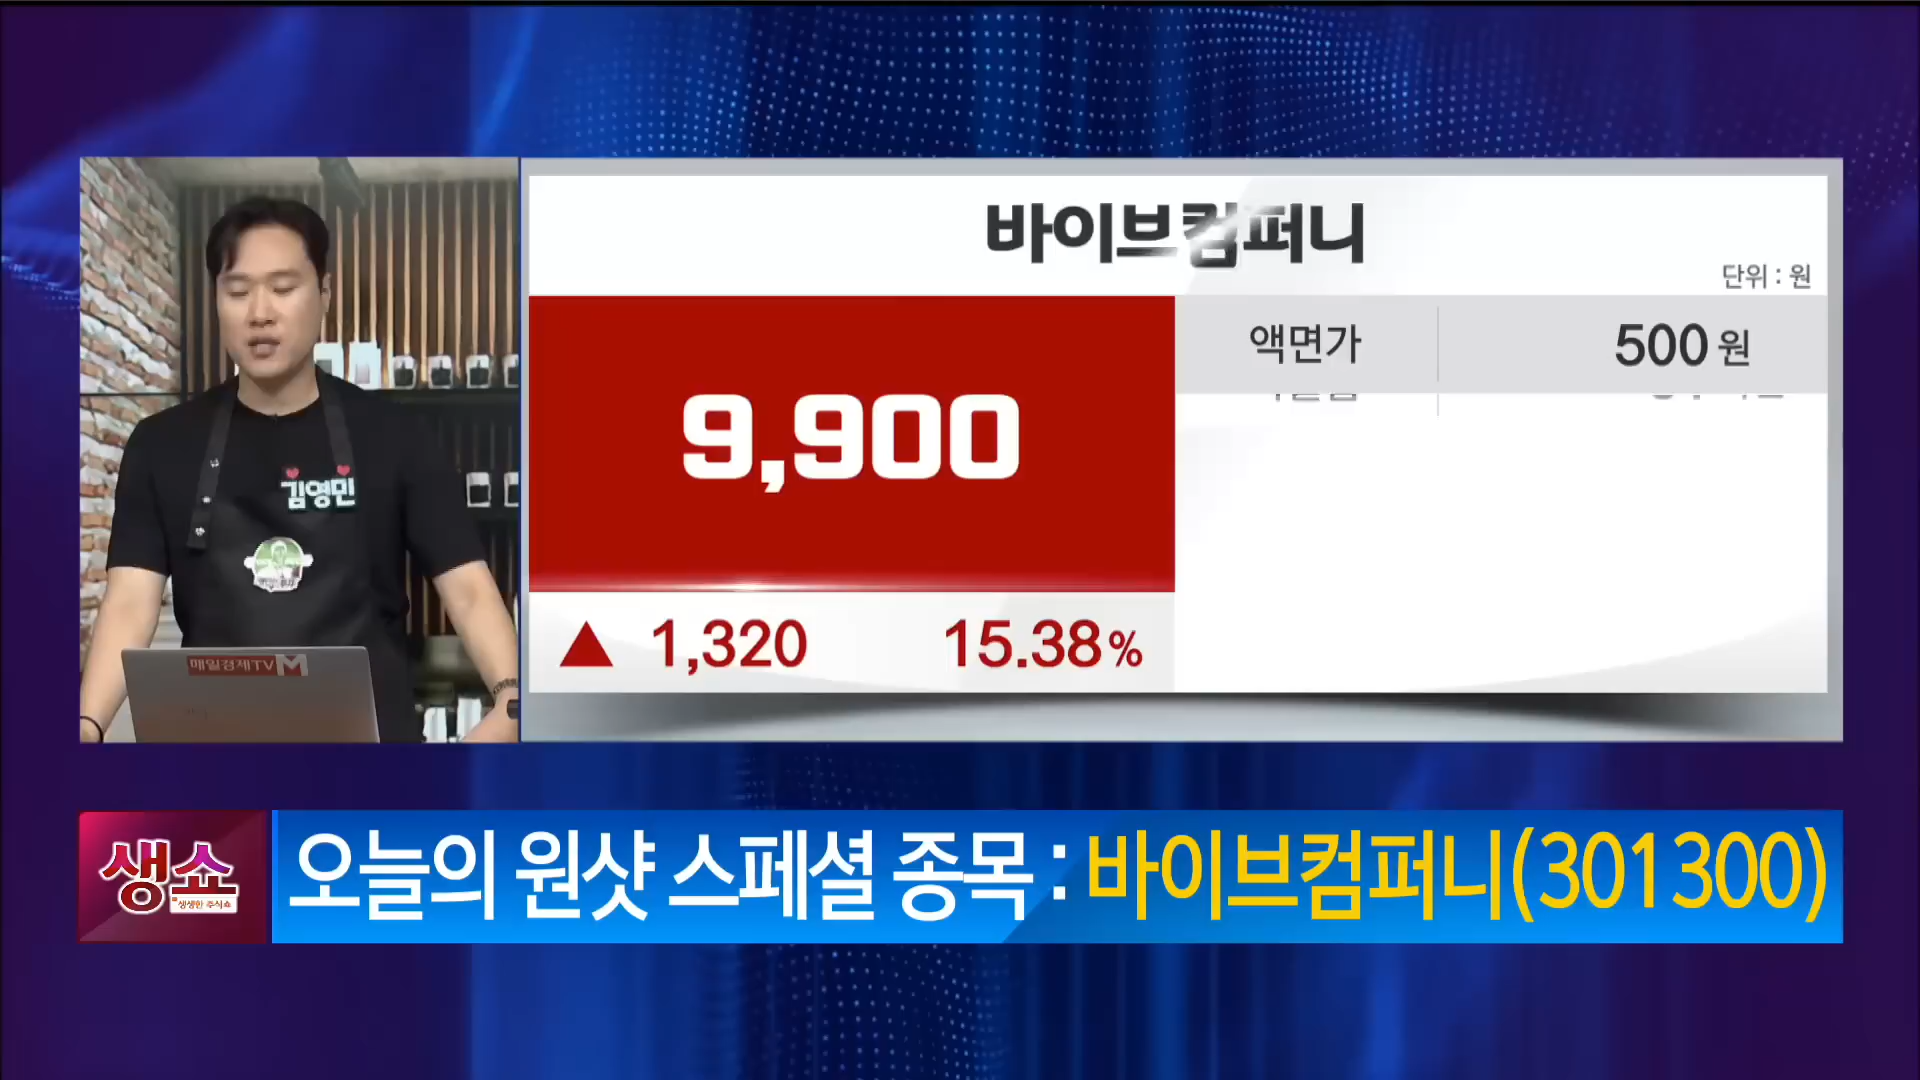 바이브컴퍼니
단위 : 원
9,900
액면가 500 원
▲ 1,320 15.38%
김영민
매일경제TV M
생쇼
생생한 주식쇼
오늘의 원샷 스페셜 종목 : 바이브컴퍼니(301300)